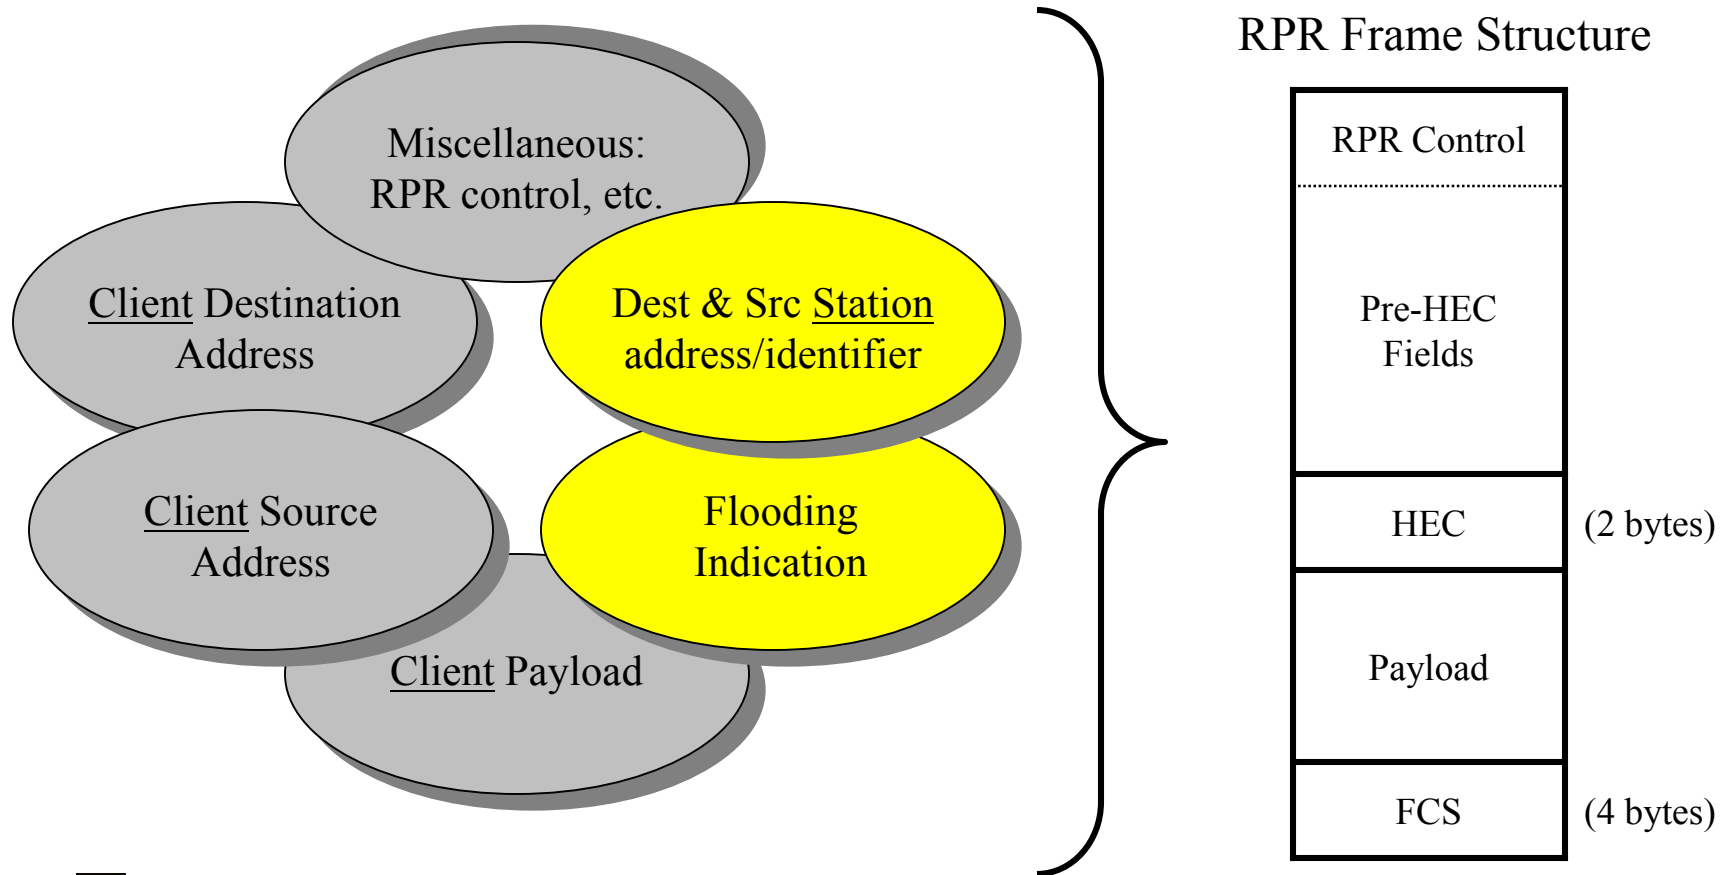 RPR Frame Structure
Miscellaneous:
RPR control, etc.
Client Destination
Address
Dest & Src Station
address/identifier
Client Source
Address
Flooding
Indication
Client Payload
RPR Control
Pre-HEC
Fields
HEC
(2 bytes)
Payload
FCS
(4 bytes)